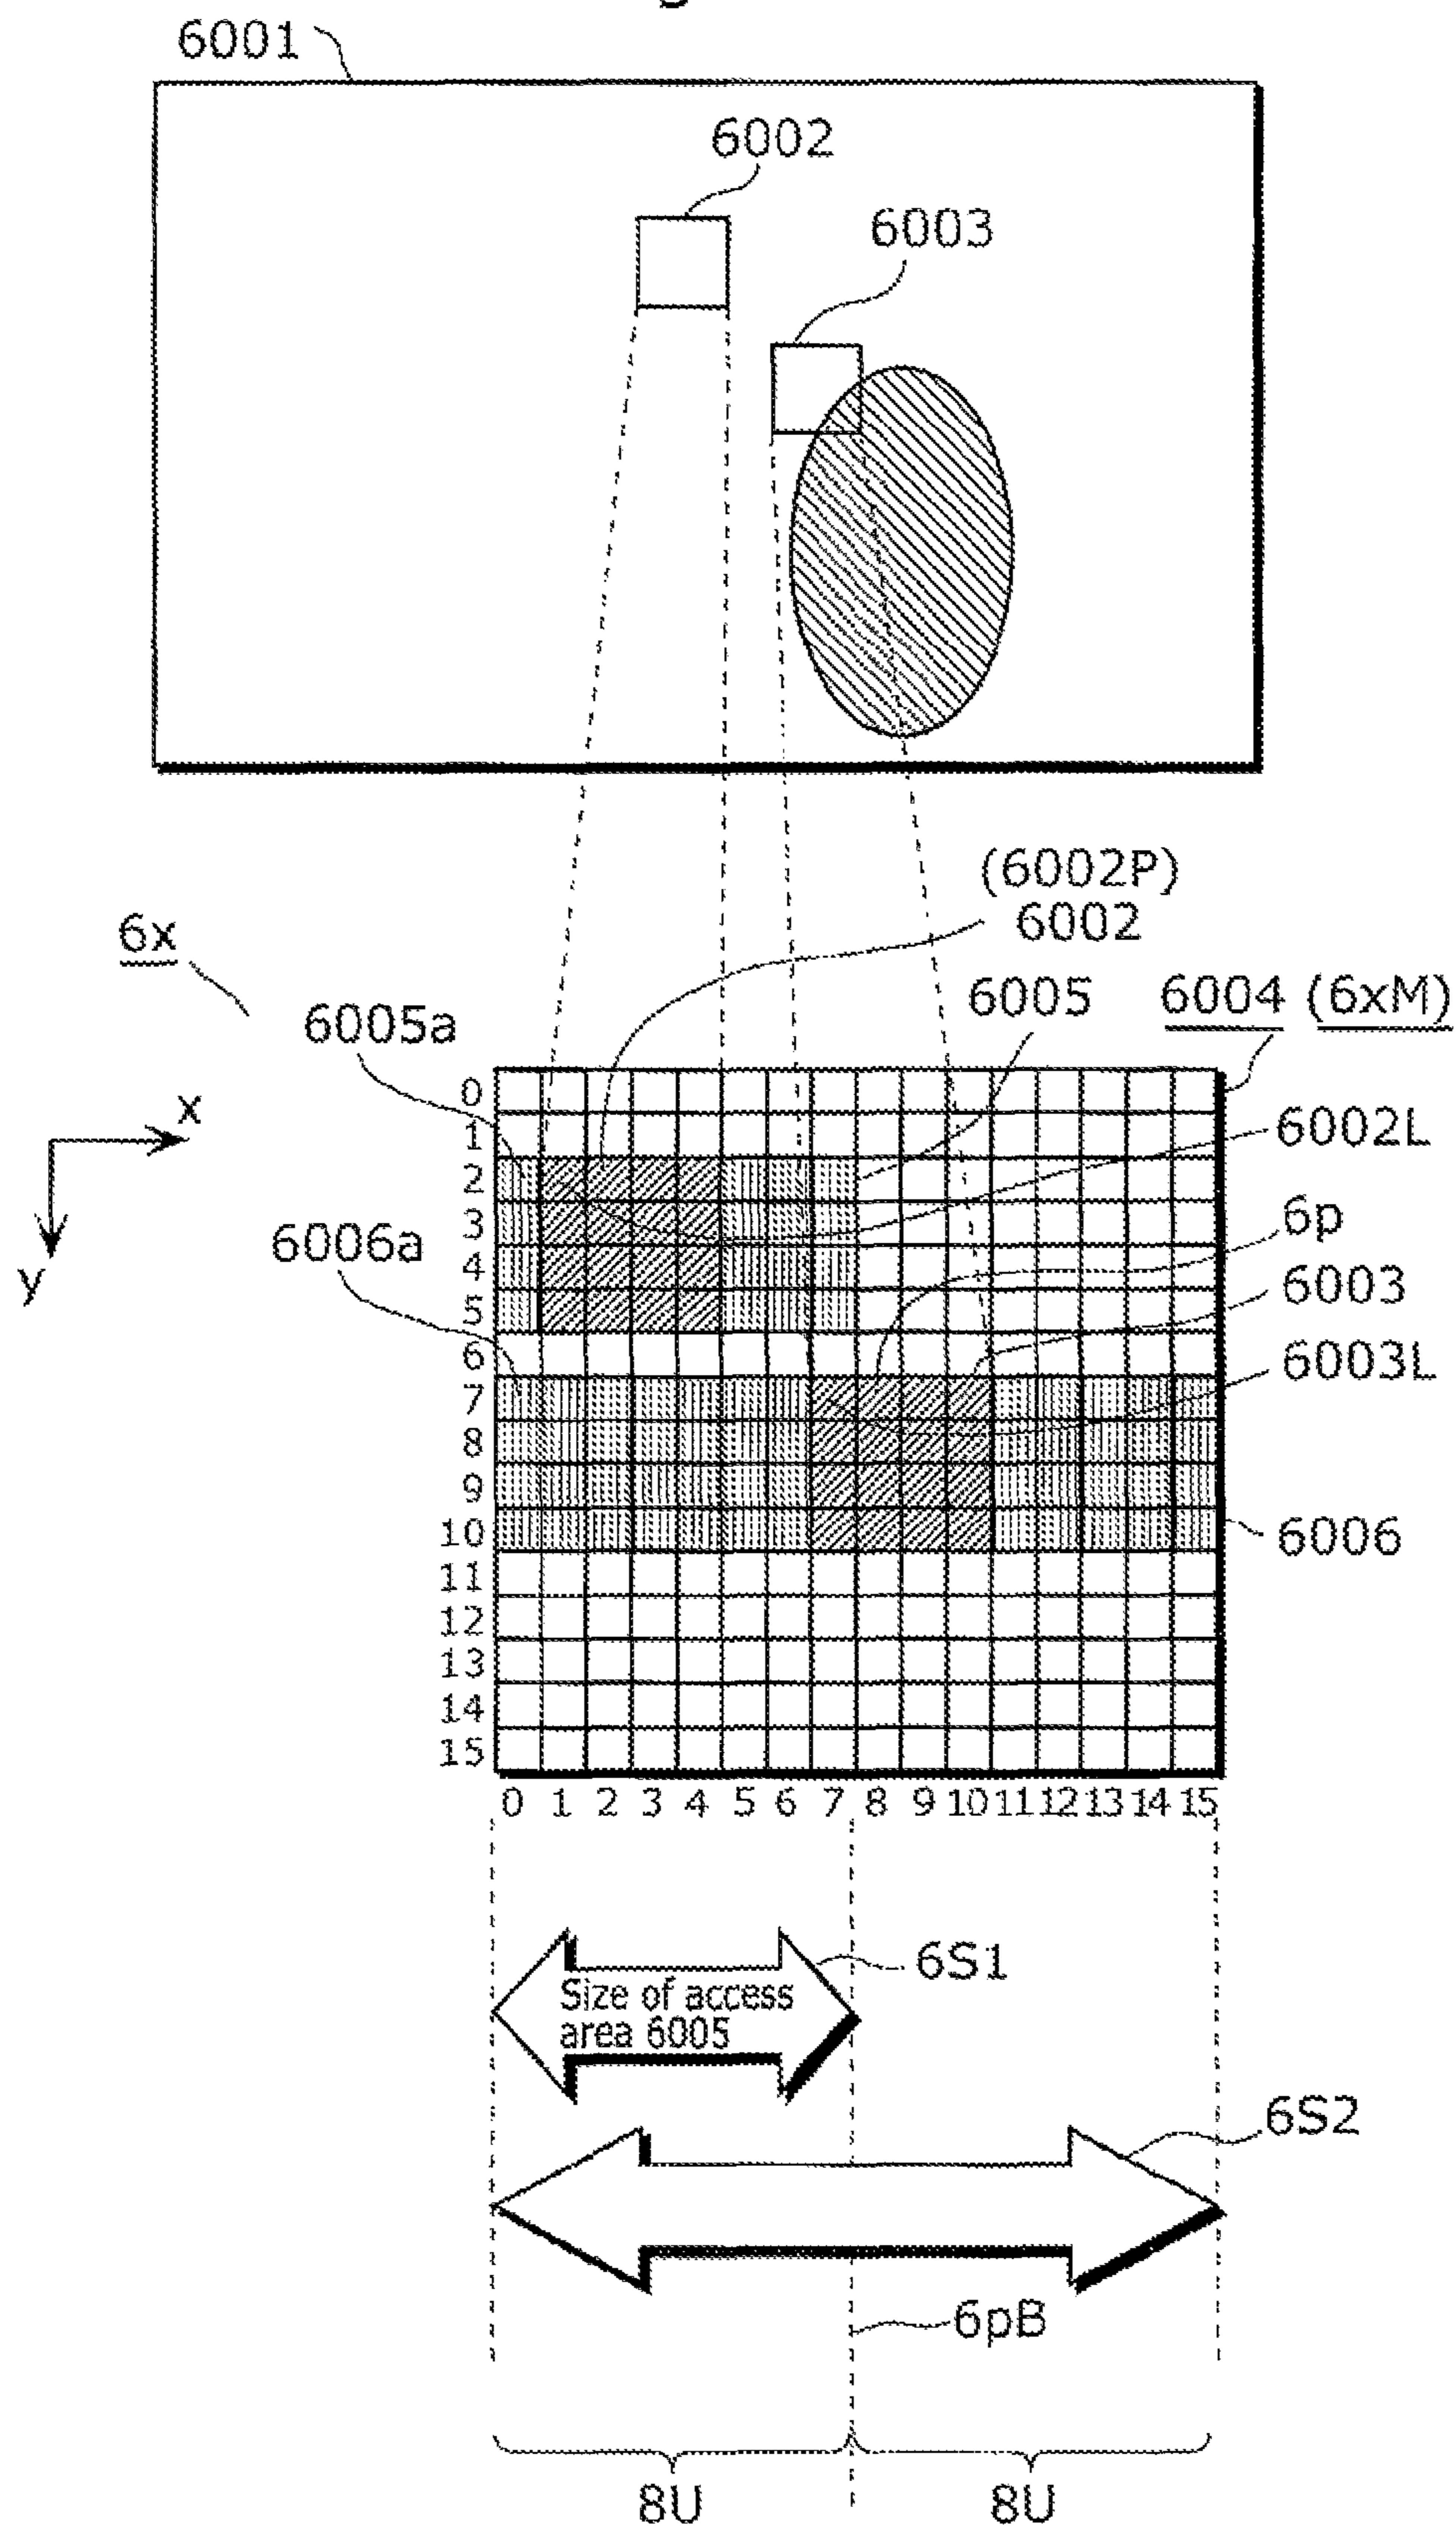 6001
6002
6003
(6002P)
6002
6x
6005
6004 (6xM)
6005a
x
0
1
6002L
2
3
6p
6006a
4
y
5
6003
6
6003L
7
8
9
10
6006
11
12
13
14
15
0 1 2 3 4 5 6 7 8 9 10 11 12 13 14 15
6S1
Size of access
area 6005
6S2
6pB
8U 8U